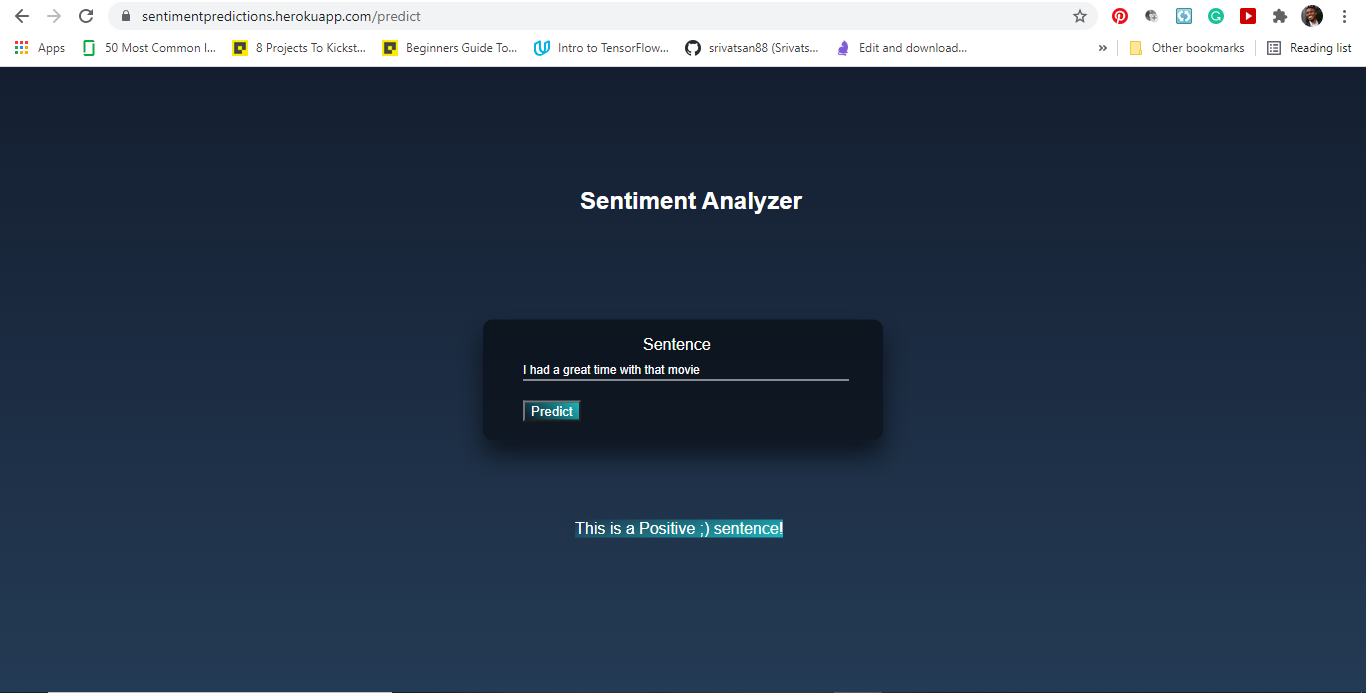 sentimentpredictions.herokuapp.com/predict
Apps 50 Most Common I... 8 Projects To Kickst... Beginners Guide To... Intro to TensorFlow... srivatsan88 (Srivats... Edit and download... » Other bookmarks Reading list
Sentiment Analyzer
Sentence
I had a great time with that movie
Predict
This is a Positive ;) sentence!